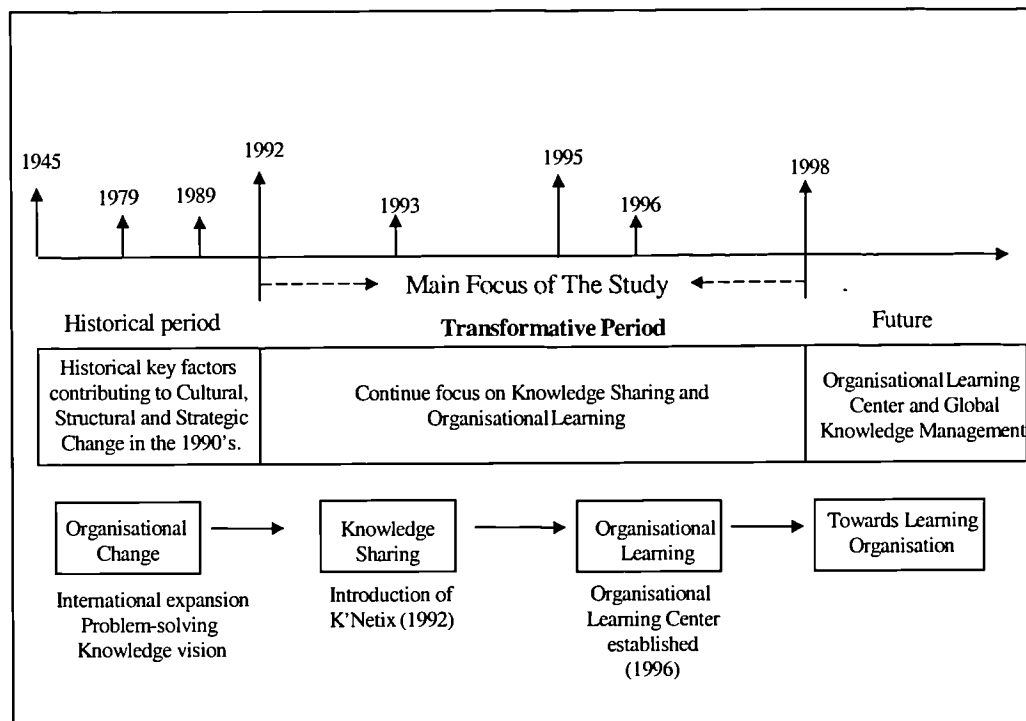 1945
1979
1989
1992
1993
1995
1996
1998
Main Focus of The Study
Historical period
Transformative Period
Future
Historical key factors
contributing to Cultural,
Structural and Strategic
Change in the 1990's.
Continue focus on Knowledge Sharing and
Organisational Learning
Organisational Learning
Center and Global
Knowledge Management
Organisational
Change
Knowledge
Sharing
Organisational
Learning
Towards Learning
Organisation
International expansion
Problem-solving
Knowledge vision
Introduction of
K'Netix (1992)
Organisational
Learning Center
established
(1996)